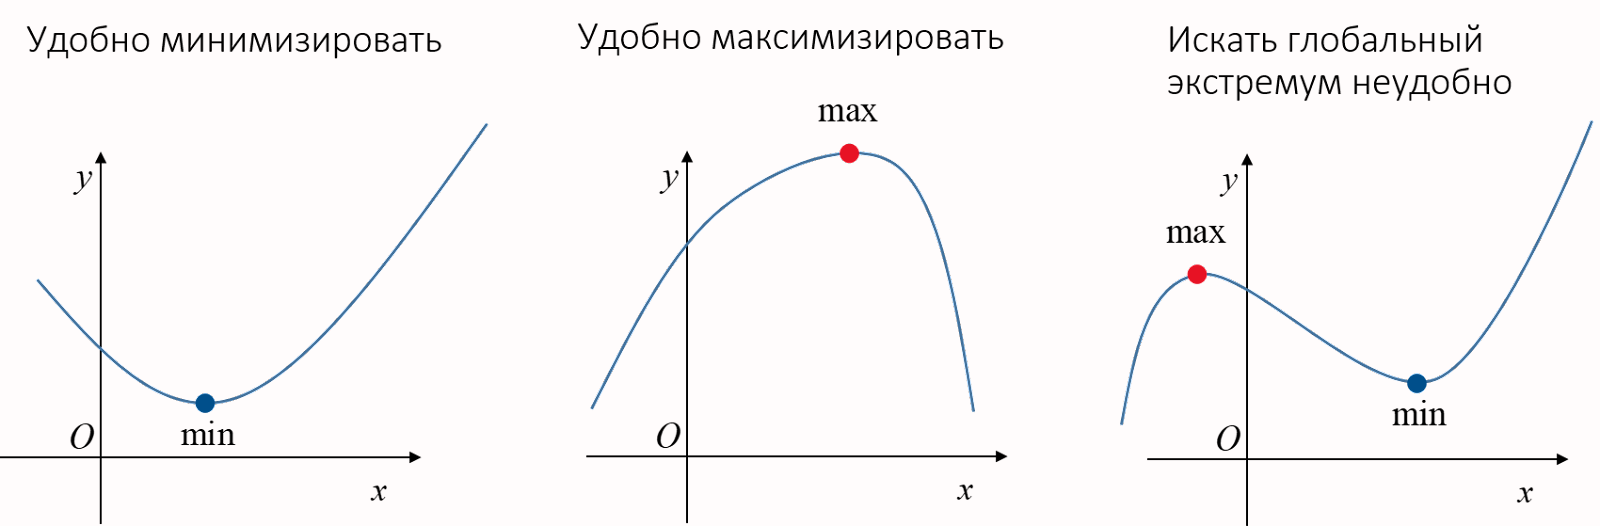 Удобно минимизировать
y
O
min
x
Удобно максимизировать
max
y
O
x
Искать глобальный
экстремум неудобно
y
max
min
O
x